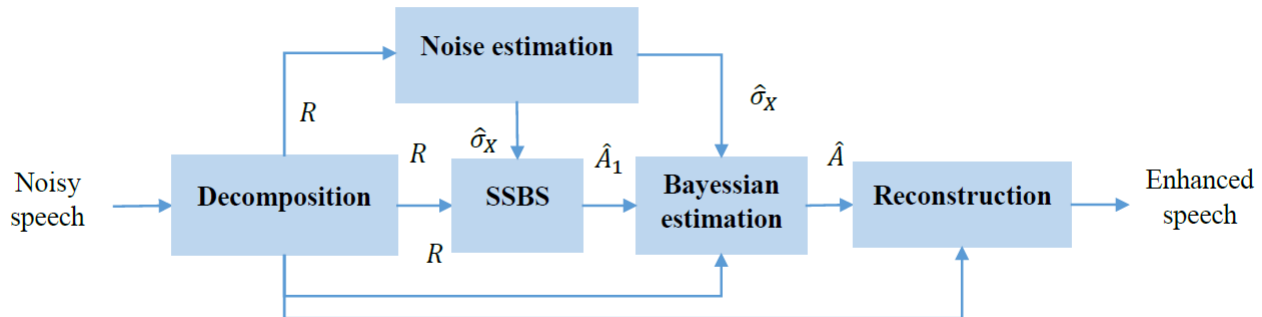 Noise estimation
R
σ̂_X
R
σ̂_X
Â_1
Â
Noisy
speech
Decomposition
SSBS
Bayessian
estimation
Reconstruction
Enhanced
speech
R